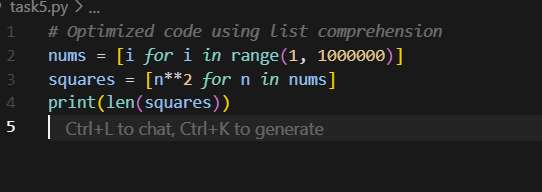 task5.py > ...
1 # Optimized code using list comprehension
2 nums = [i for i in range(1, 1000000)]
3 squares = [n**2 for n in nums]
4 print(len(squares))
5 Ctrl+L to chat, Ctrl+K to generate